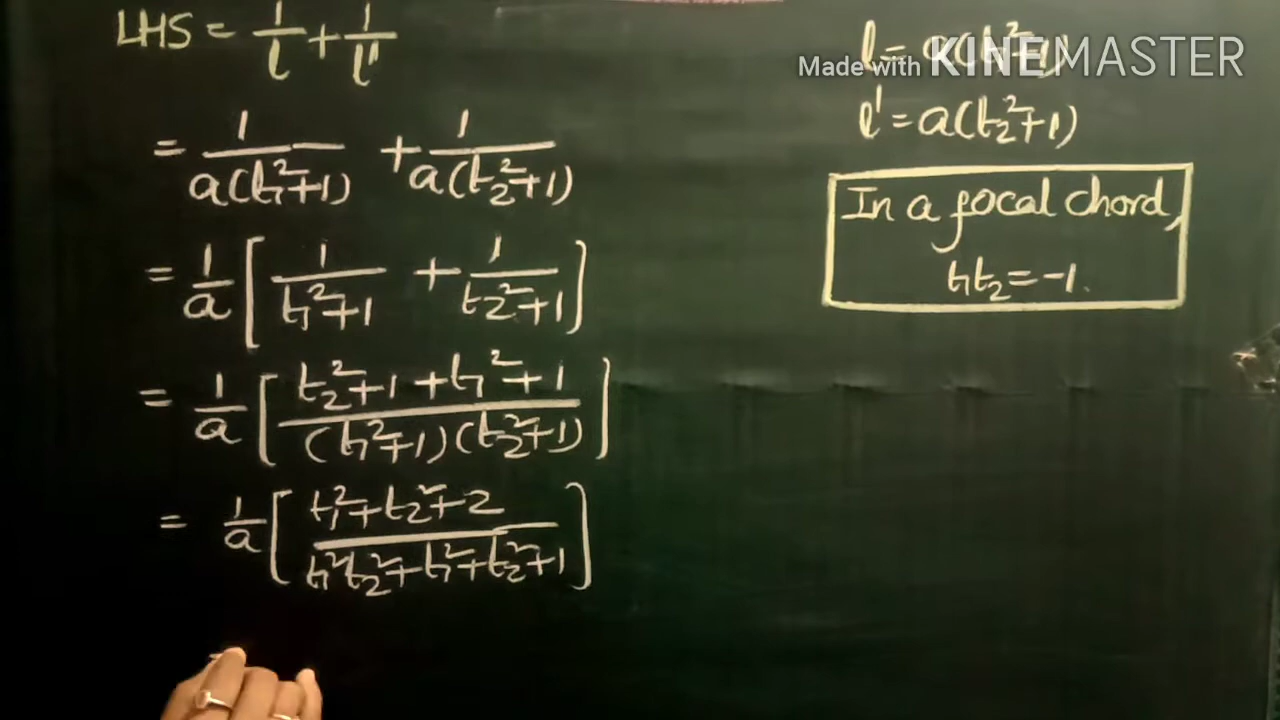 LHS = 1/l + 1/l'
= 1/a(t₁²+1) + 1/a(t₂²+1)
= 1/a [ 1/t₁²+1 + 1/t₂²+1 ]
= 1/a [ t₂²+1+t₁²+1 / (t₁²+1)(t₂²+1) ]
= 1/a [ t₁²+t₂²+2 / t₁²t₂²+t₁²+t₂²+1 ]
l = a(t₁²+1)
Made with KINEMASTER
l' = a(t₂²+1)
In a focal chord,
t₁t₂ = -1.